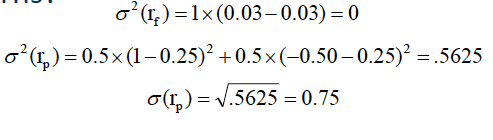 σ²(r_f) = 1×(0.03−0.03) = 0
σ²(r_p) = 0.5×(1−0.25)² + 0.5×(−0.50−0.25)² = .5625
σ(r_p) = √.5625 = 0.75